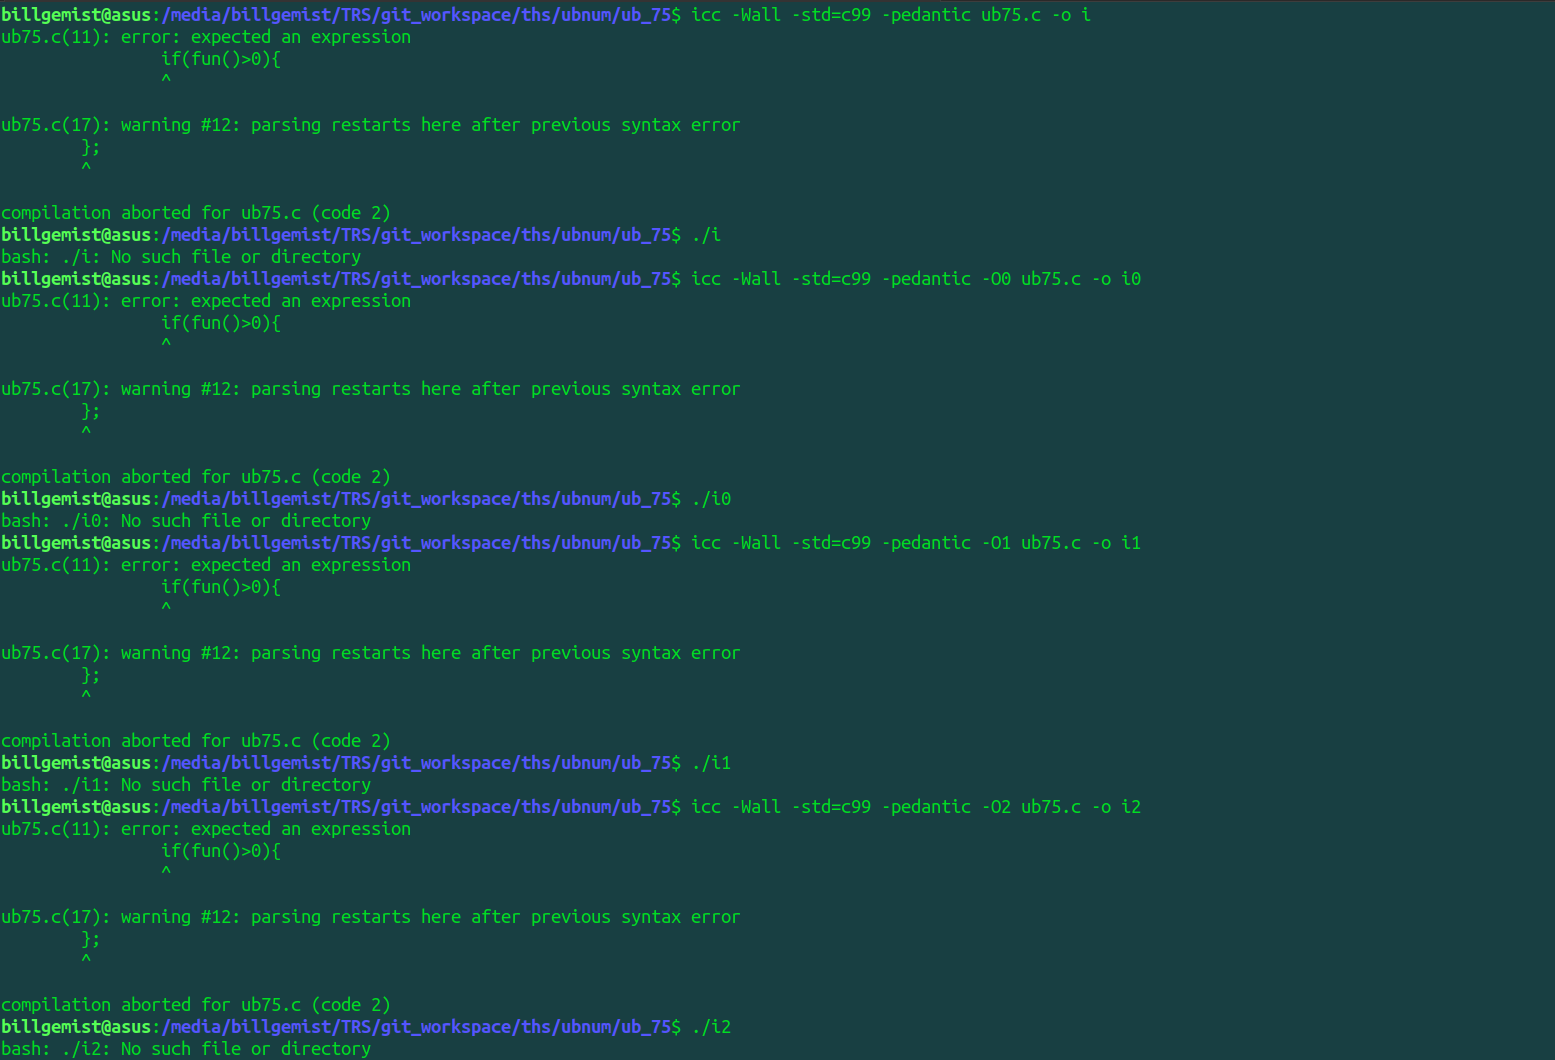 billgemist@asus:/media/billgemist/TRS/git_workspace/ths/ubnum/ub_75$ icc -Wall -std=c99 -pedantic ub75.c -o i
ub75.c(11): error: expected an expression
                if(fun()>0){
                ^

ub75.c(17): warning #12: parsing restarts here after previous syntax error
        };
        ^

compilation aborted for ub75.c (code 2)
billgemist@asus:/media/billgemist/TRS/git_workspace/ths/ubnum/ub_75$ ./i
bash: ./i: No such file or directory
billgemist@asus:/media/billgemist/TRS/git_workspace/ths/ubnum/ub_75$ icc -Wall -std=c99 -pedantic -O0 ub75.c -o i0
ub75.c(11): error: expected an expression
                if(fun()>0){
                ^

ub75.c(17): warning #12: parsing restarts here after previous syntax error
        };
        ^

compilation aborted for ub75.c (code 2)
billgemist@asus:/media/billgemist/TRS/git_workspace/ths/ubnum/ub_75$ ./i0
bash: ./i0: No such file or directory
billgemist@asus:/media/billgemist/TRS/git_workspace/ths/ubnum/ub_75$ icc -Wall -std=c99 -pedantic -O1 ub75.c -o i1
ub75.c(11): error: expected an expression
                if(fun()>0){
                ^

ub75.c(17): warning #12: parsing restarts here after previous syntax error
        };
        ^

compilation aborted for ub75.c (code 2)
billgemist@asus:/media/billgemist/TRS/git_workspace/ths/ubnum/ub_75$ ./i1
bash: ./i1: No such file or directory
billgemist@asus:/media/billgemist/TRS/git_workspace/ths/ubnum/ub_75$ icc -Wall -std=c99 -pedantic -O2 ub75.c -o i2
ub75.c(11): error: expected an expression
                if(fun()>0){
                ^

ub75.c(17): warning #12: parsing restarts here after previous syntax error
        };
        ^

compilation aborted for ub75.c (code 2)
billgemist@asus:/media/billgemist/TRS/git_workspace/ths/ubnum/ub_75$ ./i2
bash: ./i2: No such file or directory